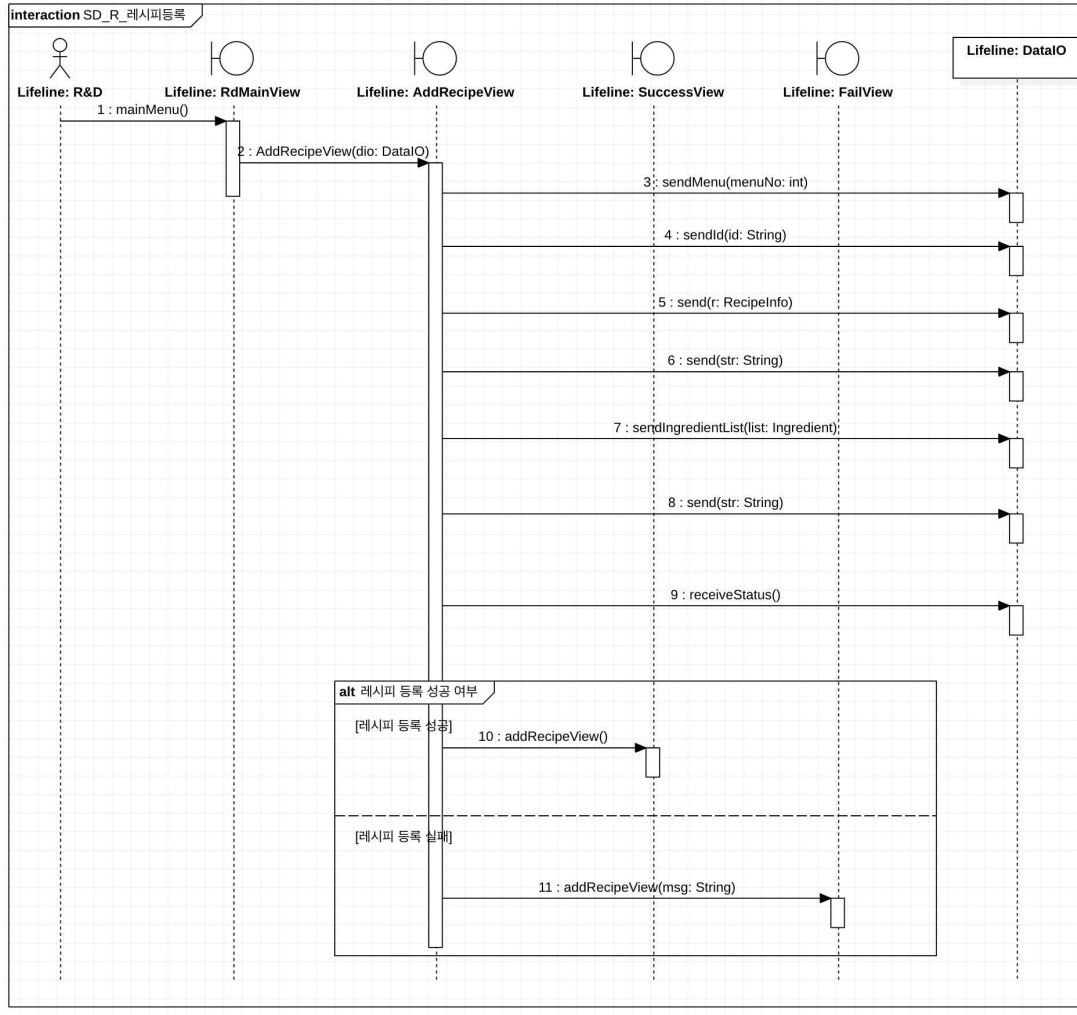 interaction SD_R_레시피등록
Lifeline: R&D
Lifeline: RdMainView
Lifeline: AddRecipeView
Lifeline: SuccessView
Lifeline: FailView
Lifeline: DataIO
1 : mainMenu()
2 : AddRecipeView(dio: DataIO)
3 : sendMenu(menuNo: int)
4 : sendId(id: String)
5 : send(r: RecipeInfo)
6 : send(str: String)
7 : sendIngredientList(list: Ingredient)
8 : send(str: String)
9 : receiveStatus()
alt 레시피 등록 성공 여부
[레시피 등록 성공]
10 : addRecipeView()
[레시피 등록 실패]
11 : addRecipeView(msg: String)